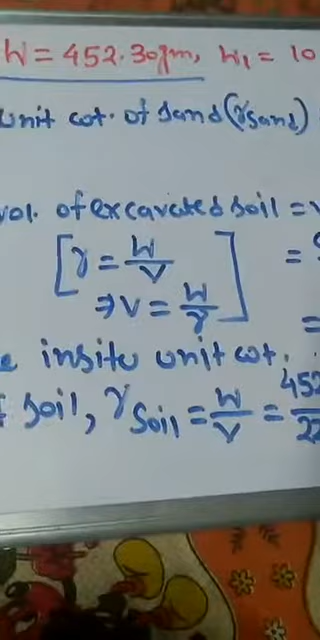 W = 452.30gm, W₁ = 10
unit wt. of sand (γsand)
vol. of excavated soil = v
[γ = W/V
⇒ V = W/γ] =
=
insitu unit wt.
soil, γsoil = W/V = 452/22